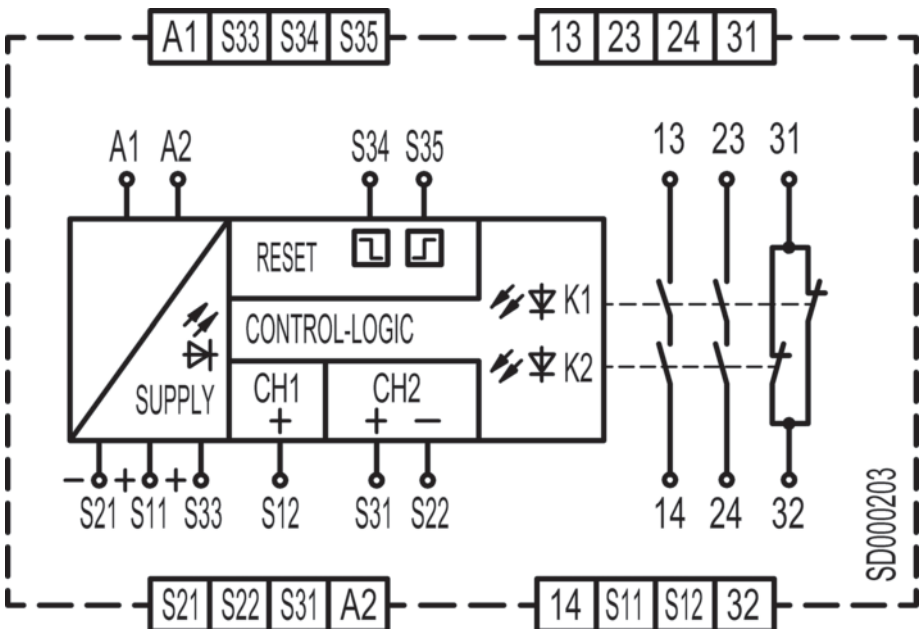 A1 S33 S34 S35 13 23 24 31
A1 A2 S34 S35 13 23 31
RESET
K1
CONTROL-LOGIC
K2
SUPPLY CH1 CH2
+ + −
− + +
S21 S11 S33 S12 S31 S22 14 24 32
SD000203
S21 S22 S31 A2 14 S11 S12 32